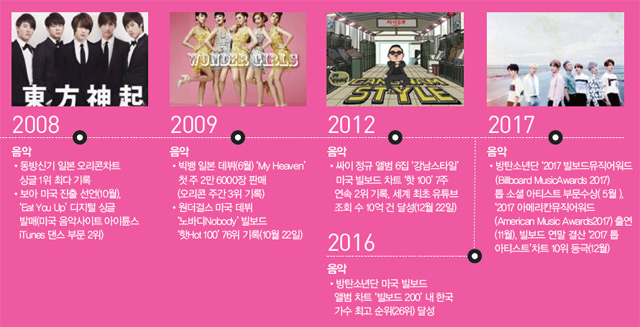 東方神起
WONDER GIRLS
GANGNAM
STYLE
2008
음악
• 동방신기 일본 오리콘차트
싱글 1위 최다 기록
• 보아 미국 진출 선언(10월),
'Eat You Up' 디지털 싱글
발매(미국 음악사이트 아이튠스
iTunes 댄스 부문 2위)
2009
음악
• 빅뱅 일본 데뷔(6월) 'My Heaven'
첫 주 2만 6000장 판매
(오리콘 주간 3위 기록)
• 원더걸스 미국 데뷔
'노바디Nobody' 빌보드
'핫Hot 100' 76위 기록(10월 22일)
2012
음악
• 싸이 정규 앨범 6집 '강남스타일'
미국 빌보드 차트 '핫 100' 7주
연속 2위 기록, 세계 최초 유튜브
조회 수 10억 건 달성(12월 22일)
2016
음악
• 방탄소년단 미국 빌보드
앨범 차트 '빌보드 200' 내 한국
가수 최고 순위(26위) 달성
2017
음악
• 방탄소년단 '2017 빌보드뮤직어워드
(Billboard MusicAwards 2017)
톱 소셜 아티스트 부문수상( 5월 ),
'2017 아메리칸뮤직어워드
(American Music Awards2017) 출연
(11월), 빌보드 연말 결산 '2017 톱
아티스트'차트 10위 등극(12월)